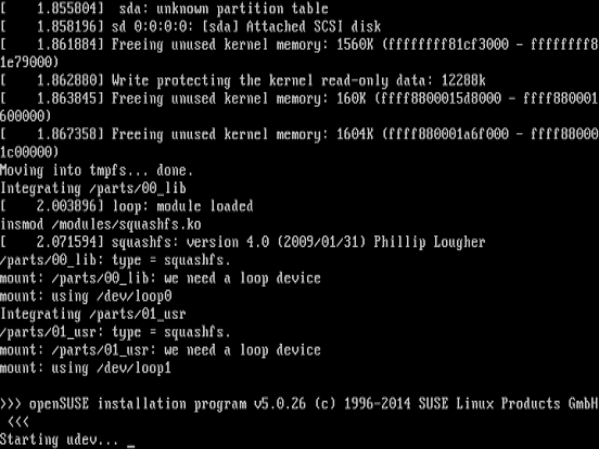 [    1.855804]  sda: unknown partition table
[    1.858196] sd 0:0:0:0: [sda] Attached SCSI disk
[    1.861884] Freeing unused kernel memory: 1560K (ffffffff81cf3000 - ffffffff8
1e79000)
[    1.862880] Write protecting the kernel read-only data: 12288k
[    1.863845] Freeing unused kernel memory: 160K (ffff8800015d8000 - ffff880001
600000)
[    1.867358] Freeing unused kernel memory: 1604K (ffff880001a6f000 - ffff88000
1c00000)
Moving into tmpfs... done.
Integrating /parts/00_lib
[    2.003896] loop: module loaded
insmod /modules/squashfs.ko
[    2.071594] squashfs: version 4.0 (2009/01/31) Phillip Lougher
/parts/00_lib: type = squashfs.
mount: /parts/00_lib: we need a loop device
mount: using /dev/loop0
Integrating /parts/01_usr
/parts/01_usr: type = squashfs.
mount: /parts/01_usr: we need a loop device
mount: using /dev/loop1
>>> openSUSE installation program v5.0.26 (c) 1996-2014 SUSE Linux Products GmbH
<<<
Starting udev... _